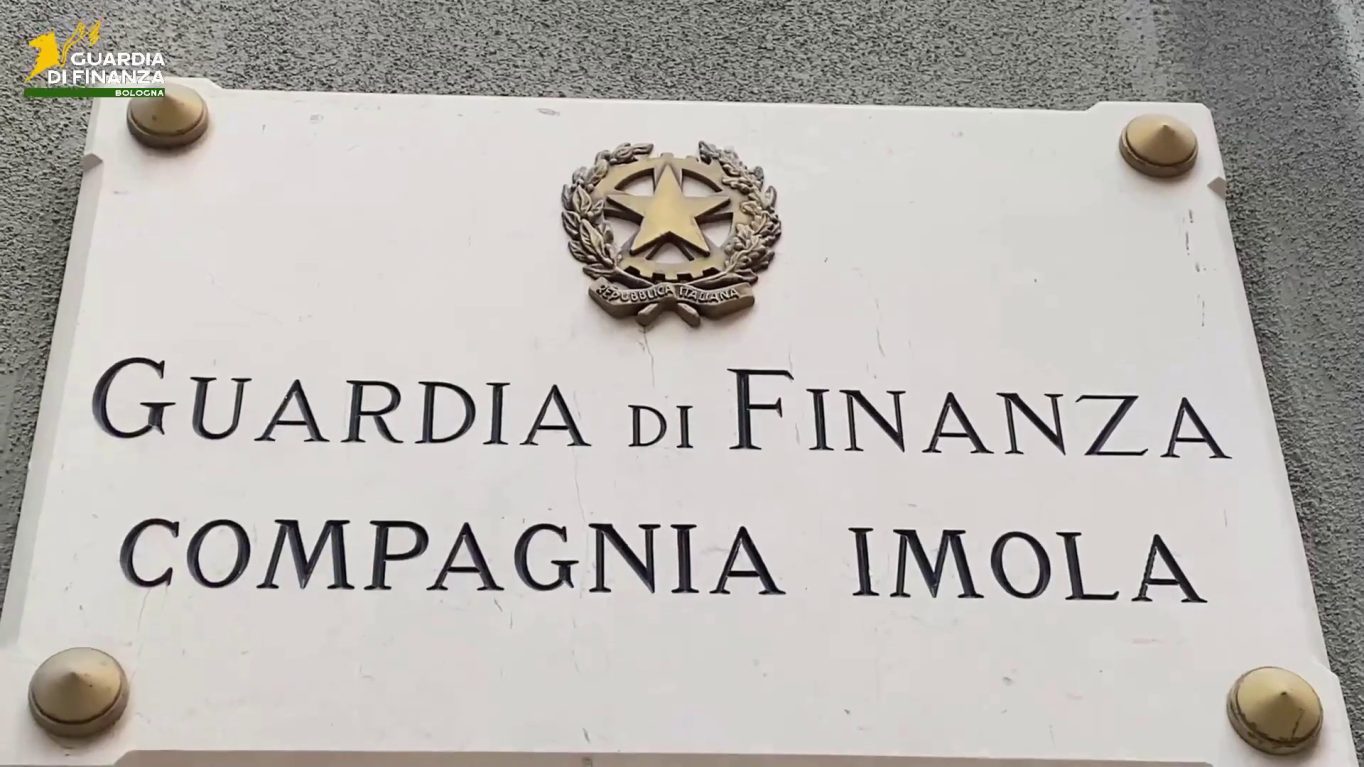 GUARDIA
DI FINANZA
BOLOGNA
REPUBBLICA ITALIANA
GUARDIA DI FINANZA
COMPAGNIA IMOLA